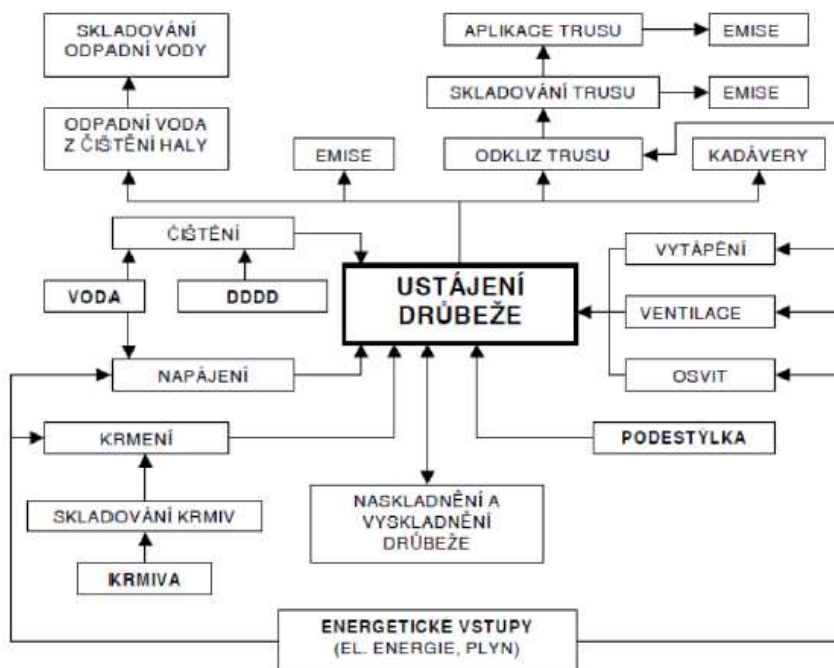 SKLADOVÁNÍ
ODPADNÍ VODY
APLIKACE TRUSU
EMISE
SKLADOVÁNÍ TRUSU
EMISE
ODPADNÍ VODA
Z ČIŠTĚNÍ HALY
EMISE
ODKLIZ TRUSU
KADÁVERY
ČIŠTĚNÍ
VYTÁPĚNÍ
VODA
DDDD
USTÁJENÍ
DRŮBEŽE
VENTILACE
NAPÁJENÍ
OSVIT
KRMENÍ
PODESTÝLKA
SKLADOVÁNÍ KRMIV
NASKLADNĚNÍ A
VYSKLADNĚNÍ
DRŮBEŽE
KRMIVA
ENERGETICKÉ VSTUPY
(EL. ENERGIE, PLYN)